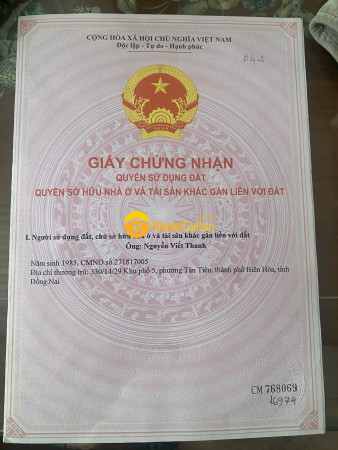 CỘNG HÒA XÃ HỘI CHỦ NGHĨA VIỆT NAM
Độc lập - Tự do - Hạnh phúc
B4.2
GIẤY CHỨNG NHẬN
QUYỀN SỬ DỤNG ĐẤT
QUYỀN SỞ HỮU NHÀ Ở VÀ TÀI SẢN KHÁC GẮN LIỀN VỚI ĐẤT
I. Người sử dụng đất, chủ sở hữu nhà ở và tài sản khác gắn liền với đất
Ông: Nguyễn Viết Thanh
Năm sinh 1985, CMND số 271817005
Địa chỉ thường trú: 330/14/29 Khu phố 5, phường Tân Tiến, thành phố Biên Hòa, tỉnh
Đồng Nai
CM 768069
16974